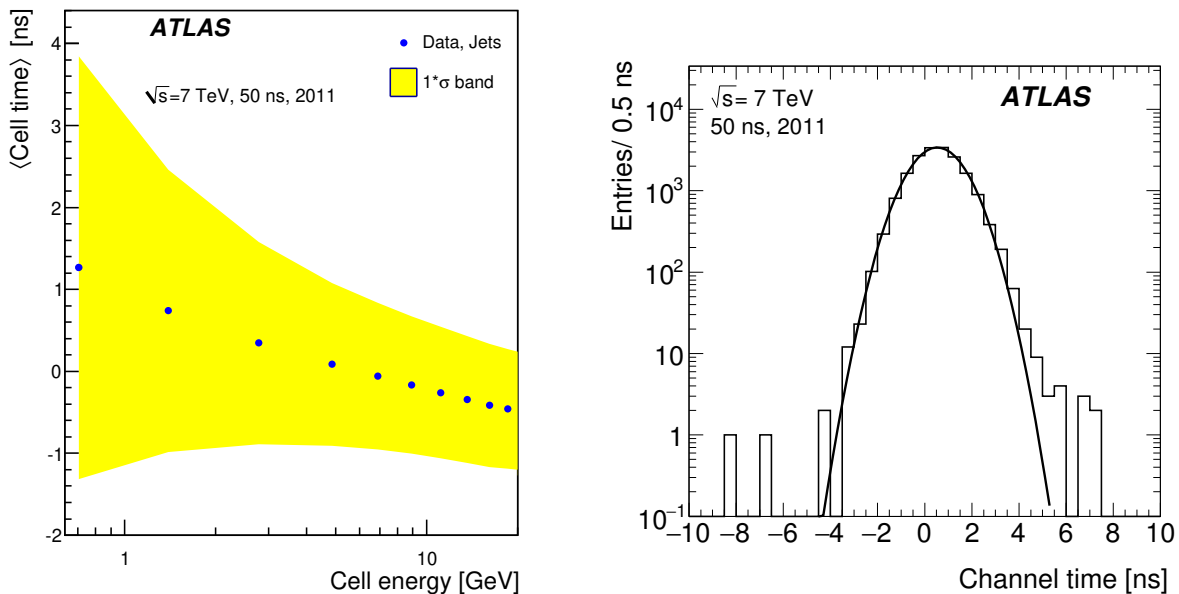 ATLAS
√s=7 TeV, 50 ns, 2011
Data, Jets
1*σ band
⟨Cell time⟩ [ns]
4
3
2
1
0
-1
-2
1
10
Cell energy [GeV]
√s= 7 TeV
50 ns, 2011
ATLAS
Entries/ 0.5 ns
10⁴
10³
10²
10
1
10⁻¹
−10 −8 −6 −4 −2 0 2 4 6 8 10
Channel time [ns]